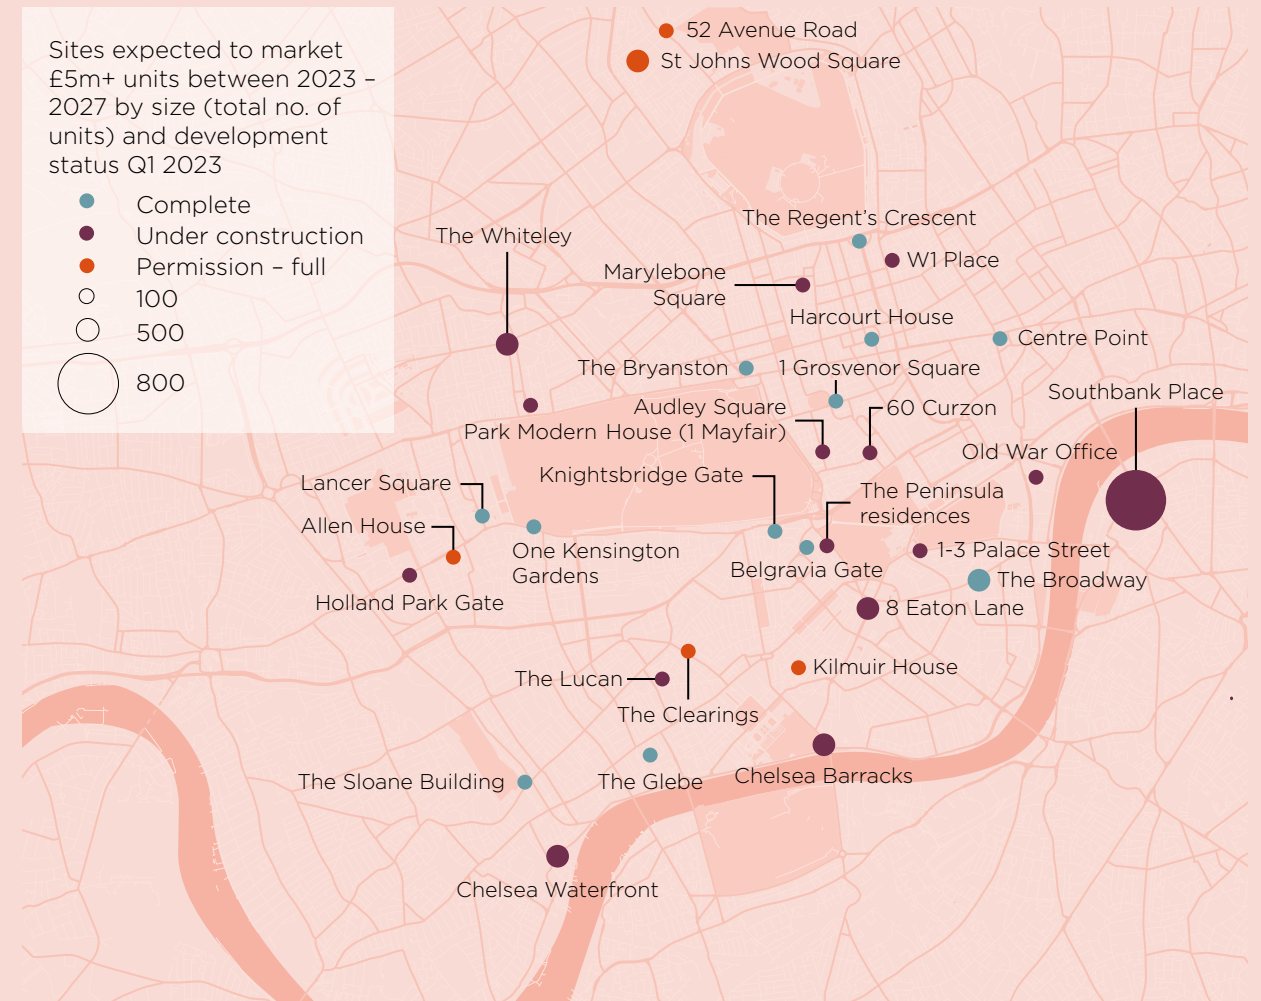 Sites expected to market
£5m+ units between 2023 –
2027 by size (total no. of
units) and development
status Q1 2023
Complete
Under construction
Permission – full
100
500
800
52 Avenue Road
St Johns Wood Square
The Regent’s Crescent
The Whiteley
W1 Place
Marylebone
Square
Harcourt House
Centre Point
The Bryanston
1 Grosvenor Square
Southbank Place
Audley Square
60 Curzon
Park Modern
House (1 Mayfair)
Old War Office
Knightsbridge Gate
Lancer Square
The Peninsula
residences
Allen House
One Kensington
Gardens
1-3 Palace Street
Belgravia Gate
The Broadway
Holland Park Gate
8 Eaton Lane
Kilmuir House
The Lucan
The Clearings
Chelsea Barracks
The Sloane Building
The Glebe
Chelsea Waterfront